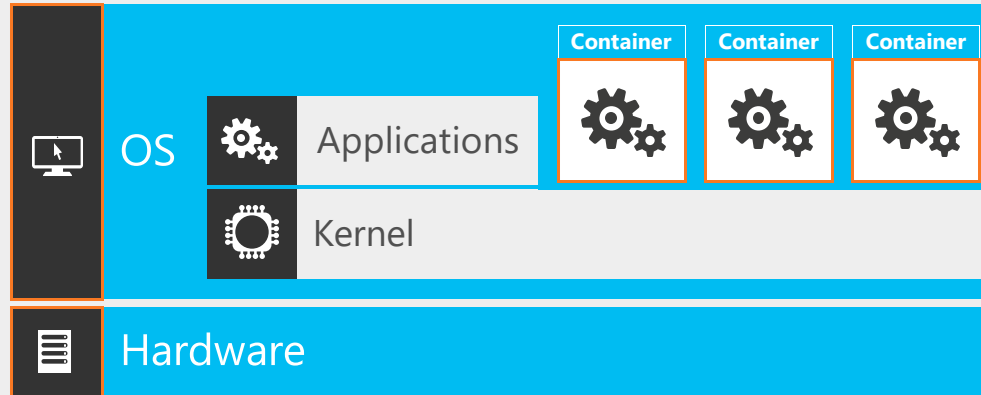 Container
Container
Container
OS
Applications
Kernel
Hardware